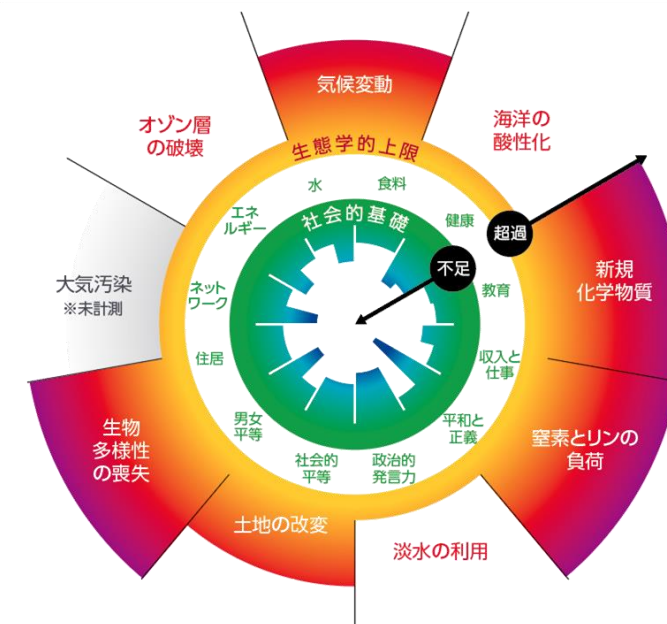 気候変動
オゾン層
の破壊
海洋の
酸性化
生態学的上限
水
食料
エネ
ルギー
社会的基礎
健康
超過
不足
大気汚染
※未計測
ネット
ワーク
教育
新規
化学物質
住居
収入と
仕事
生物
多様性
の喪失
男女
平等
平和と
正義
窒素とリンの
負荷
社会的
平等
政治的
発言力
土地の改変
淡水の利用